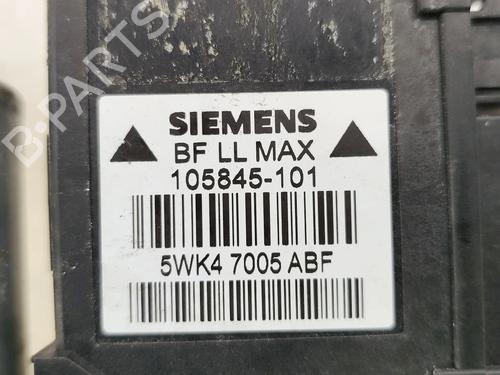 SIEMENS
BF LL MAX
105845-101
5WK4 7005 ABF
B-PARTS